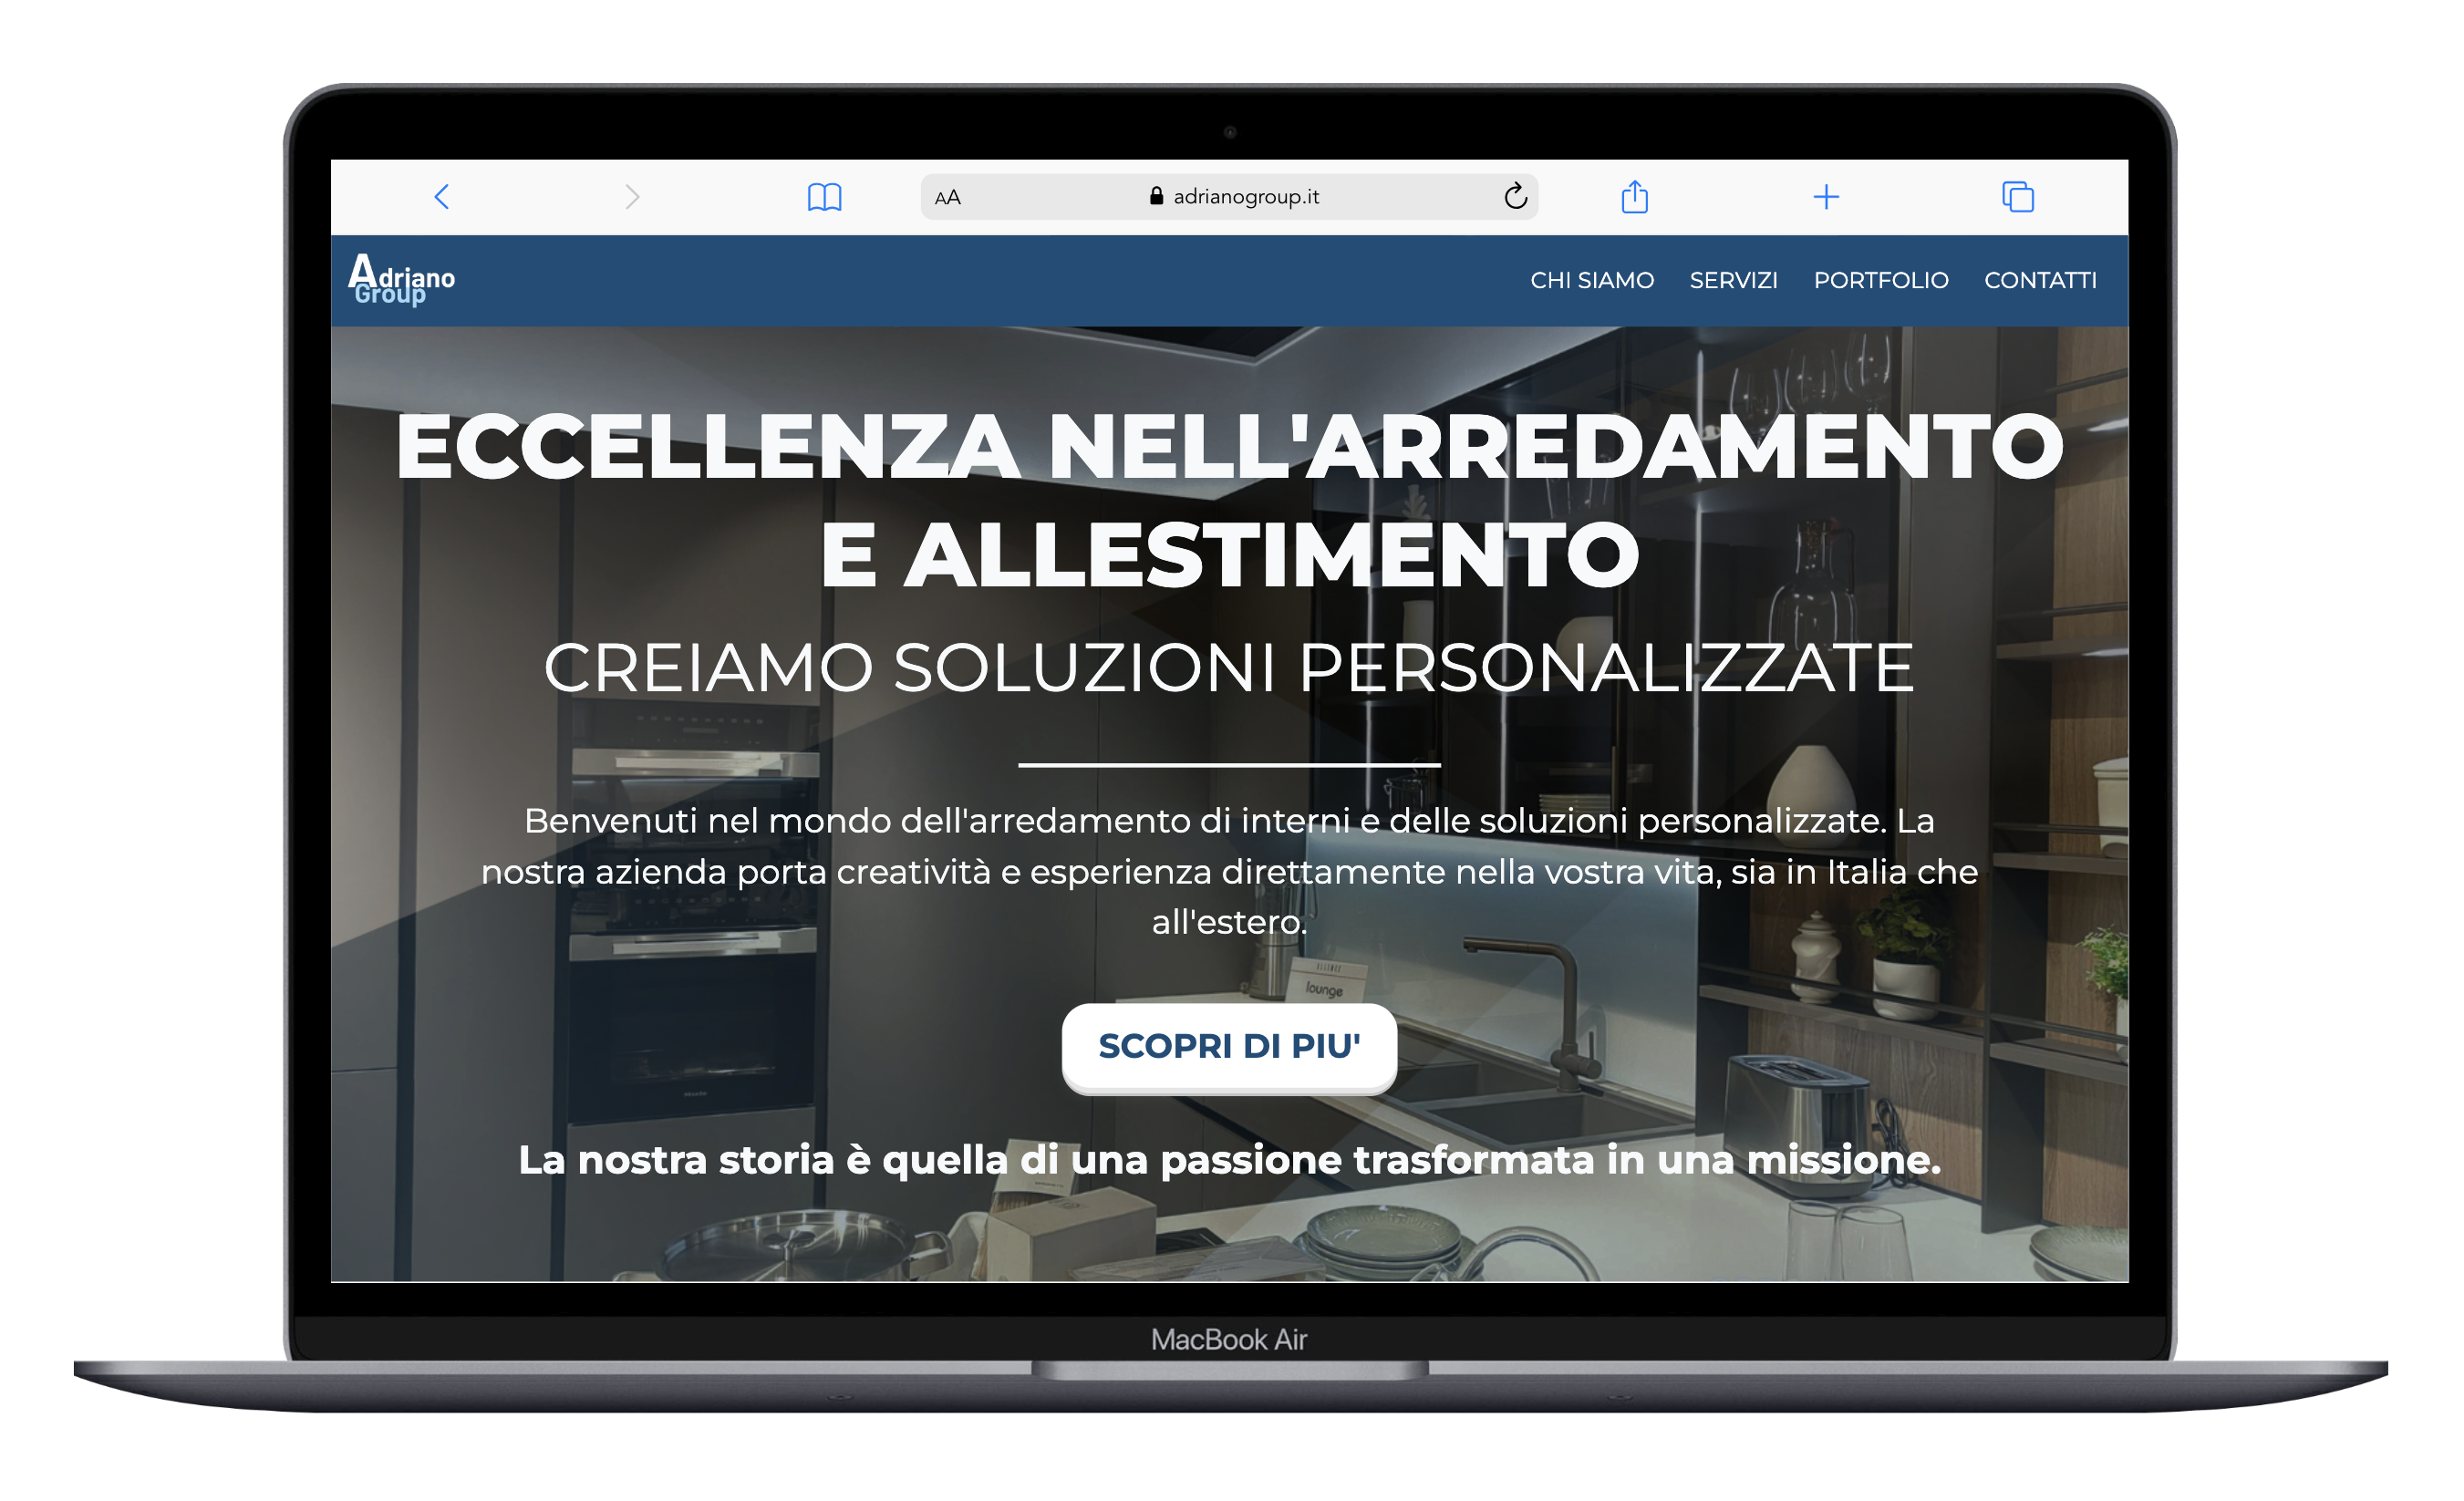 AA adrianogroup.it
Adriano
Group
CHI SIAMO SERVIZI PORTFOLIO CONTATTI
ECCELLENZA NELL'ARREDAMENTO
E ALLESTIMENTO
CREIAMO SOLUZIONI PERSONALIZZATE
Benvenuti nel mondo dell'arredamento di interni e delle soluzioni personalizzate. La
nostra azienda porta creatività e esperienza direttamente nella vostra vita, sia in Italia che
all'estero.
lounge
SCOPRI DI PIU'
La nostra storia è quella di una passione trasformata in una missione.
MacBook Air